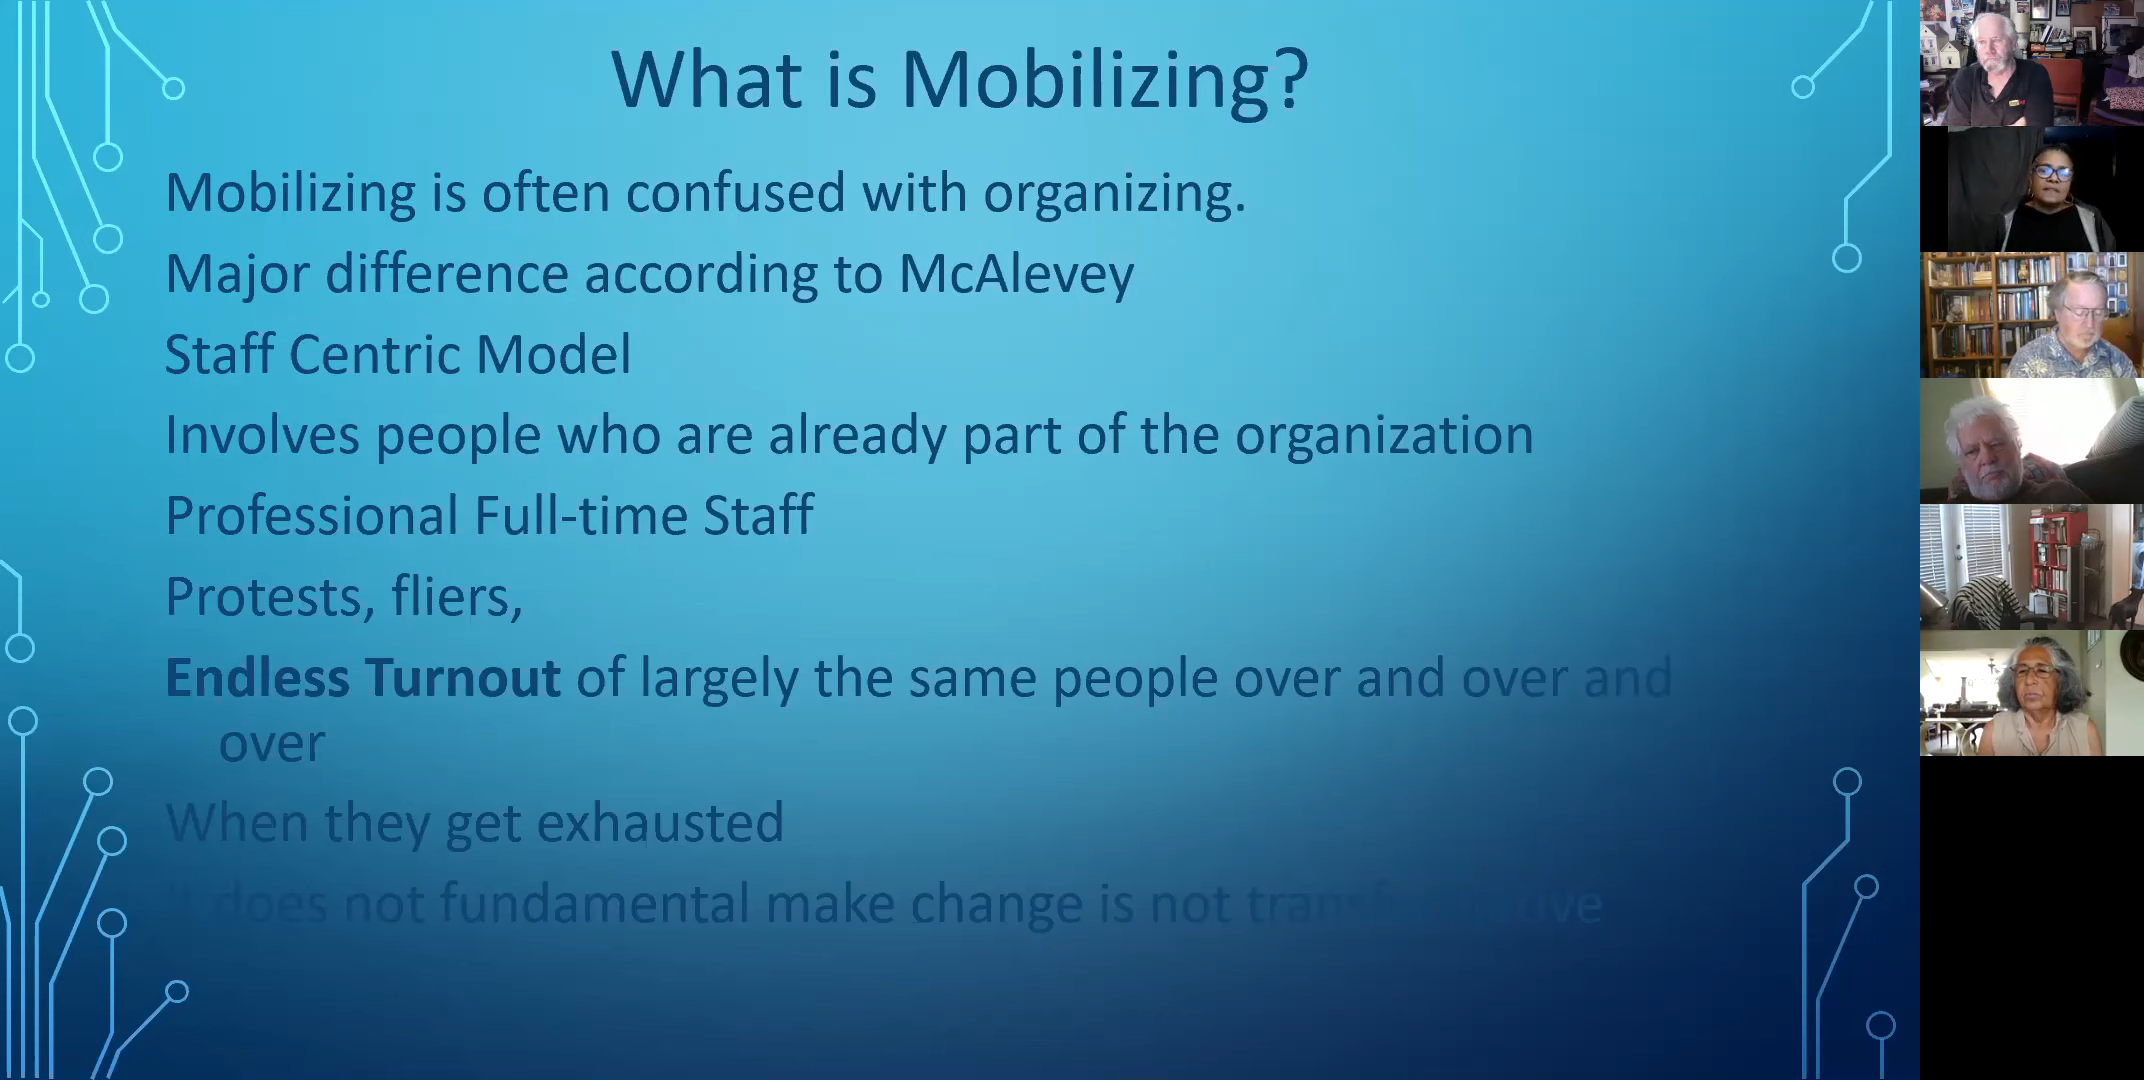 What is Mobilizing?
Mobilizing is often confused with organizing.
Major difference according to McAlevey
Staff Centric Model
Involves people who are already part of the organization
Professional Full-time Staff
Protests, fliers,
Endless Turnout of largely the same people over and over and
over
When they get exhausted
does not fundamental make change is not